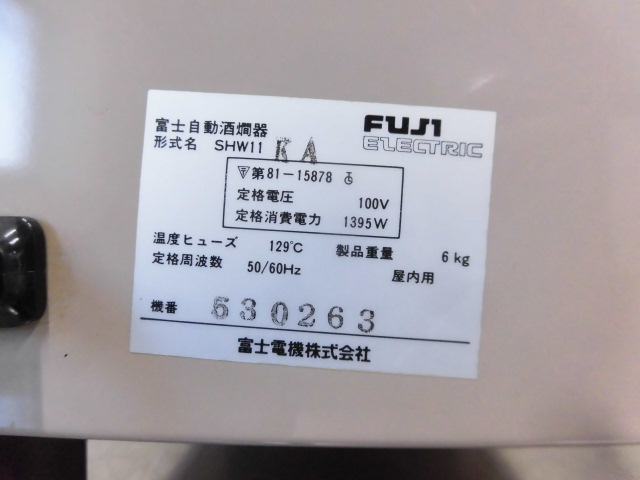 富士自動酒燗器
FUJI ELECTRIC
形式名 SHW11 KA
第81-15878
定格電圧 100V
定格消費電力 1395W
温度ヒューズ 129℃ 製品重量 6kg
定格周波数 50/60Hz 屋内用
機番 530263
富士電機株式会社